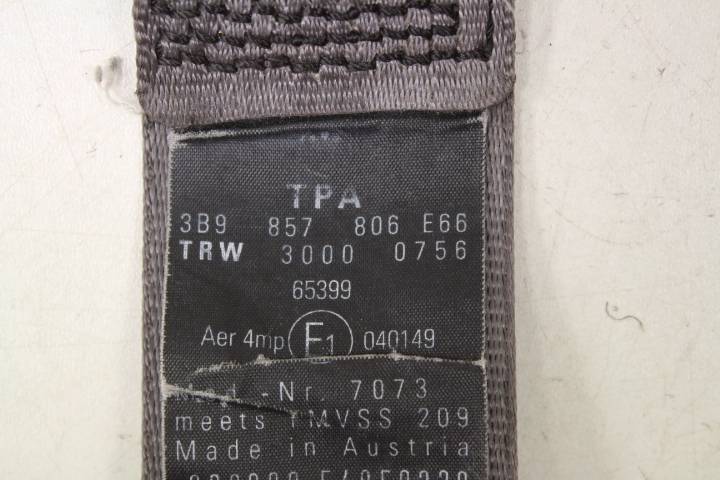 TPA
3B9 857 806 E66
TRW 3000 0756
65399
Aer 4mp E1 040149
-Nr. 7073
meets FMVSS 209
Made in Austria